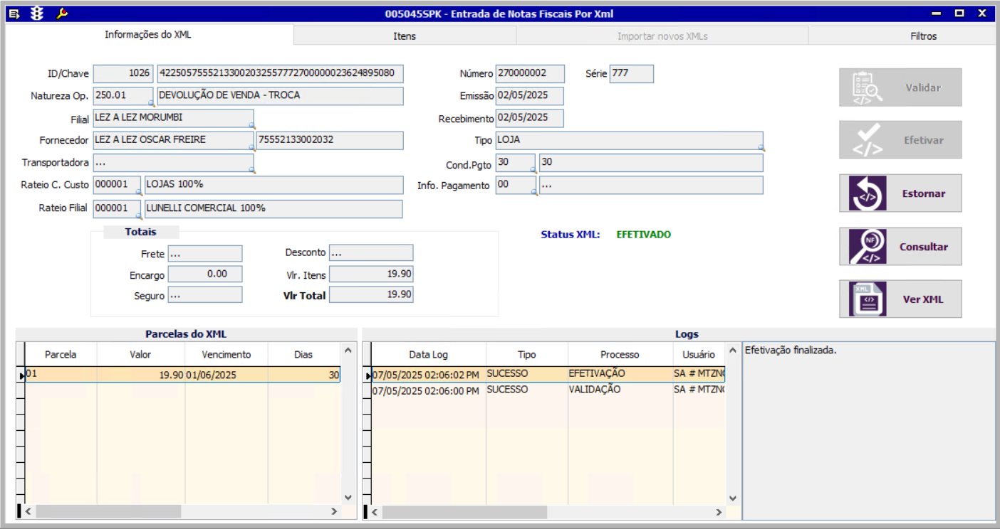 005045SPK - Entrada de Notas Fiscais Por Xml
Informações do XML
Itens
Importar novos XMLs
Filtros
ID/Chave 1026 42250575552133002032557772700000023624895080
Número 270000002 Série 777
Natureza Op. 250.01 DEVOLUÇÃO DE VENDA - TROCA
Emissão 02/05/2025
Filial LEZ A LEZ MORUMBI
Recebimento 02/05/2025
Fornecedor LEZ A LEZ OSCAR FREIRE 75552133002032
Tipo LOJA
Transportadora ...
Cond.Pgto 30 30
Rateio C. Custo 000001 LOJAS 100%
Info. Pagamento 00 ...
Rateio Filial 000001 LUNELLI COMERCIAL 100%
Validar
Efetivar
Estornar
NF
Consultar
XML
Ver XML
Totais
Status XML: EFETIVADO
Frete ... Desconto ...
Encargo 0.00 Vlr. Itens 19.90
Seguro ... Vlr Total 19.90
Parcelas do XML
Parcela Valor Vencimento Dias
01 19.90 01/06/2025 30
Logs
Data Log Tipo Processo Usuário
07/05/2025 02:06:02 PM SUCESSO EFETIVAÇÃO SA # MTZN
07/05/2025 02:06:00 PM SUCESSO VALIDAÇÃO SA # MTZN
Efetivação finalizada.